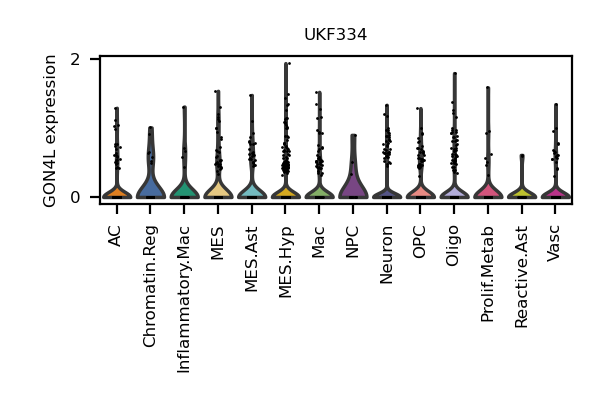 UKF334
GON4L expression
2
0
AC
Chromatin.Reg
Inflammatory.Mac
MES
MES.Ast
MES.Hyp
Mac
NPC
Neuron
OPC
Oligo
Prolif.Metab
Reactive.Ast
Vasc